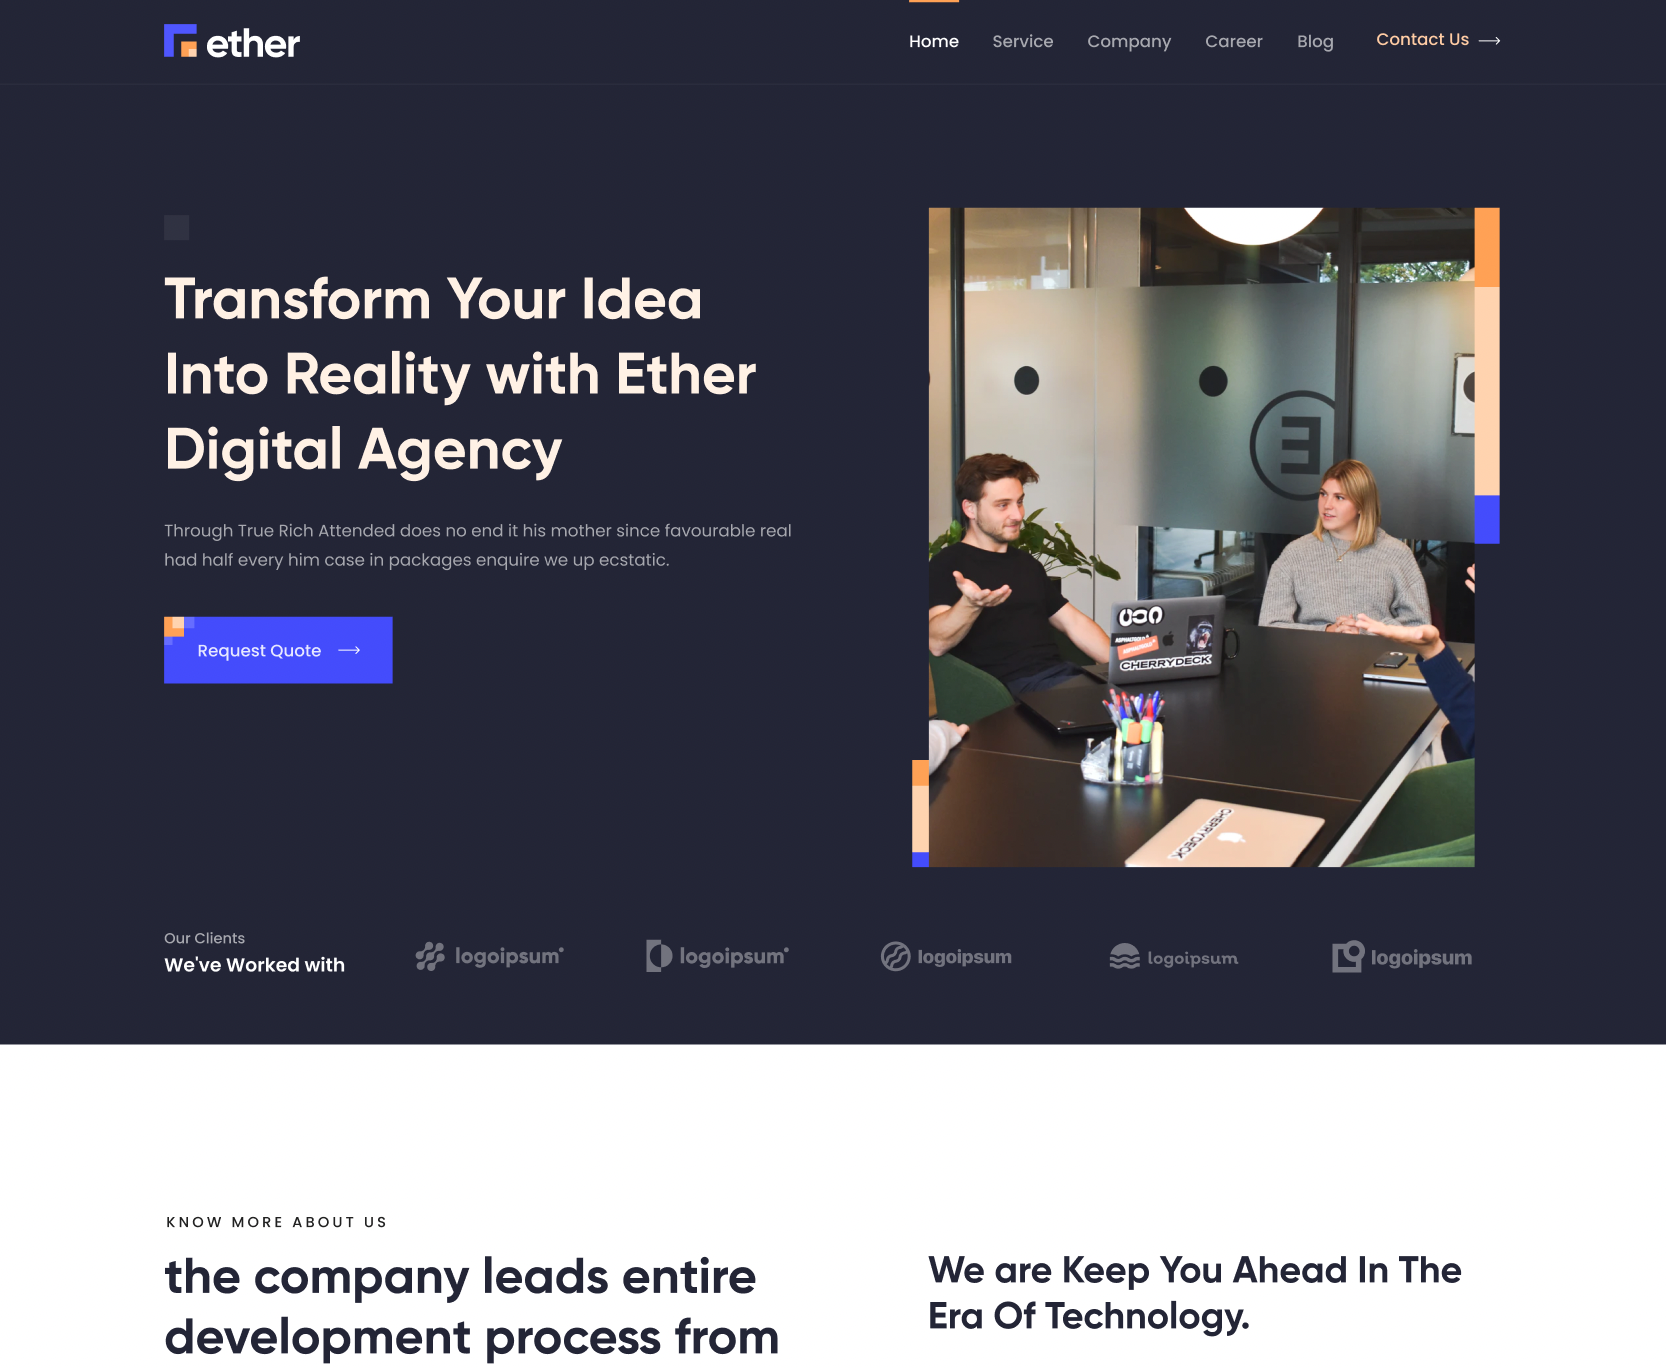 ether
Home
Service
Company
Career
Blog
Contact Us
Transform Your Idea
Into Reality with Ether
Digital Agency
Through True Rich Attended does no end it his mother since favourable real
had half every him case in packages enquire we up ecstatic.
Request Quote
CHERRYDECK
CHERRYDECK
Our Clients
We've Worked with
logoipsum
logoipsum
logoipsum
logoipsum
logoipsum
KNOW MORE ABOUT US
the company leads entire
development process from
We are Keep You Ahead In The
Era Of Technology.